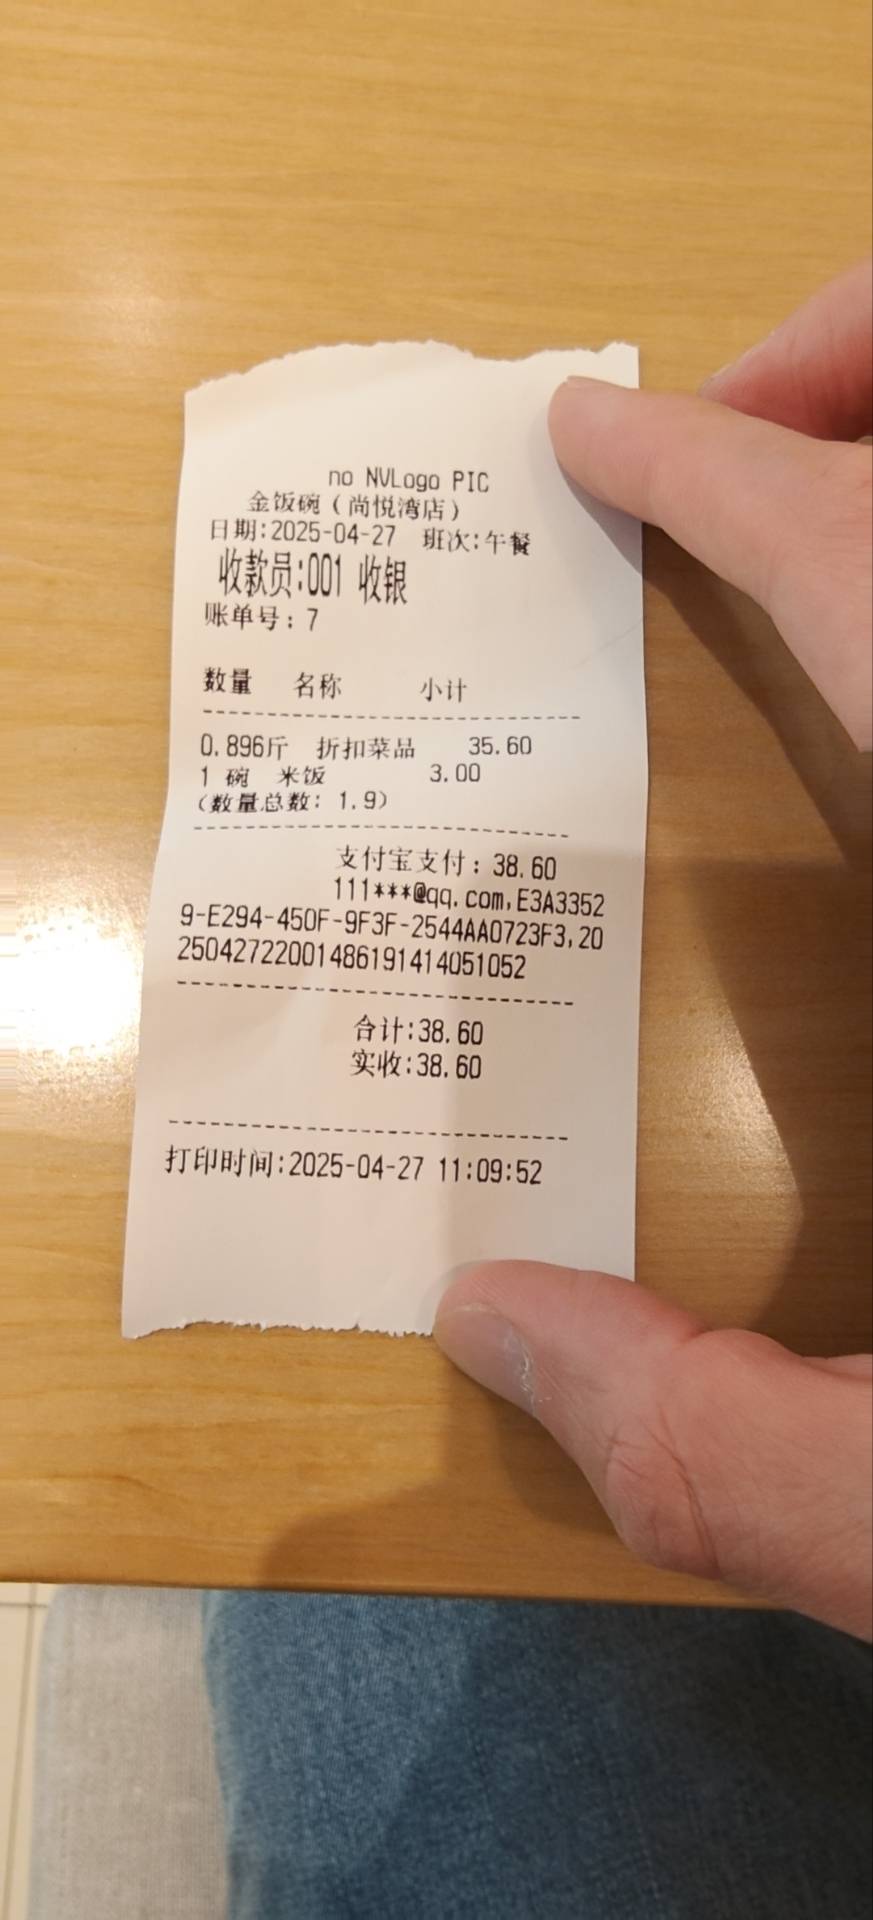 no NVLogo PIC
金饭碗（尚悦湾店）
日期:2025-04-27 班次:午餐
收款员:001 收银
账单号：7
数量 名称 小计
0.896斤 折扣菜品 35.60
1 碗 米饭 3.00
（数量总数: 1.9）
支付宝支付：38.60
111***@qq.com,E3A3352
9-E294-450F-9F3F-2544AA0723F3,20
25042722001486191414051052
合计:38.60
实收:38.60
打印时间:2025-04-27 11:09:52